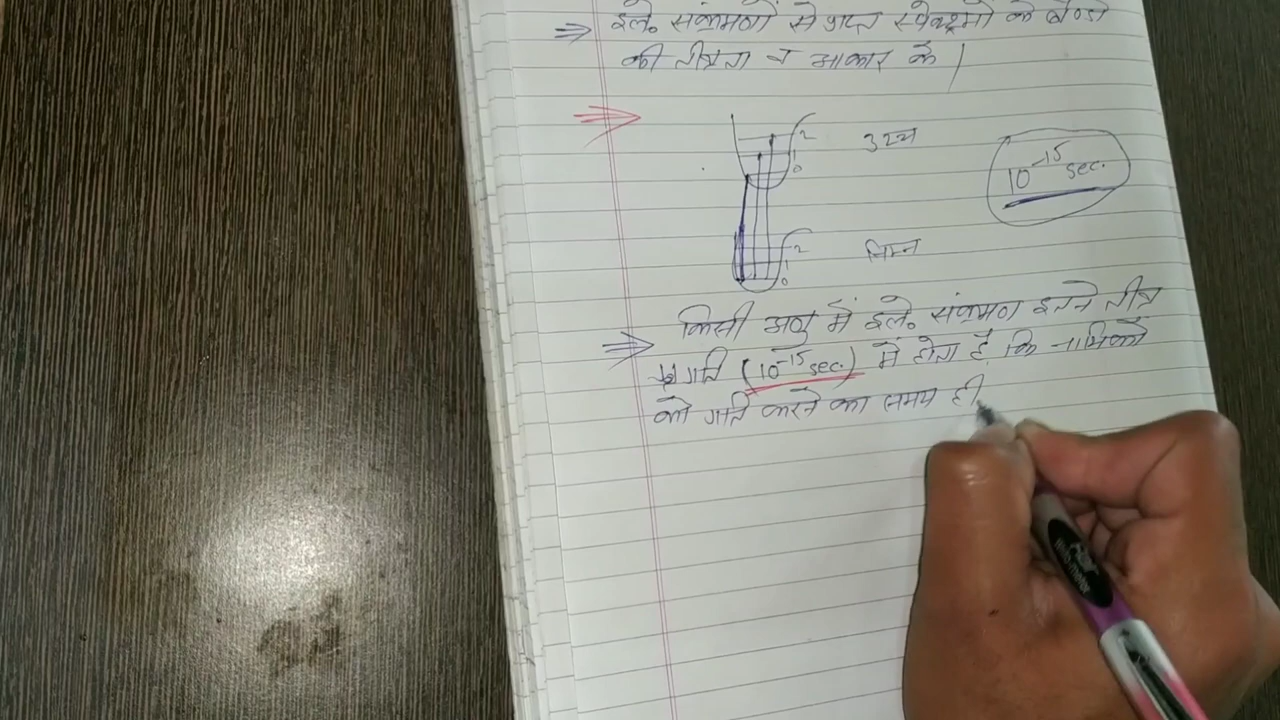 इले० संक्रमणों से प्राप्त स्पेक्ट्रमों के बैण्डों
की तीव्रता व आकार के |
2
1
0
उच्च
10⁻¹⁵ sec.
2
1
0
निम्न
किसी अणु में इले० संक्रमण इतने तीव्र
गति (10⁻¹⁵ sec.) में होता है, कि नाभिकों
को गति करने का समय ही